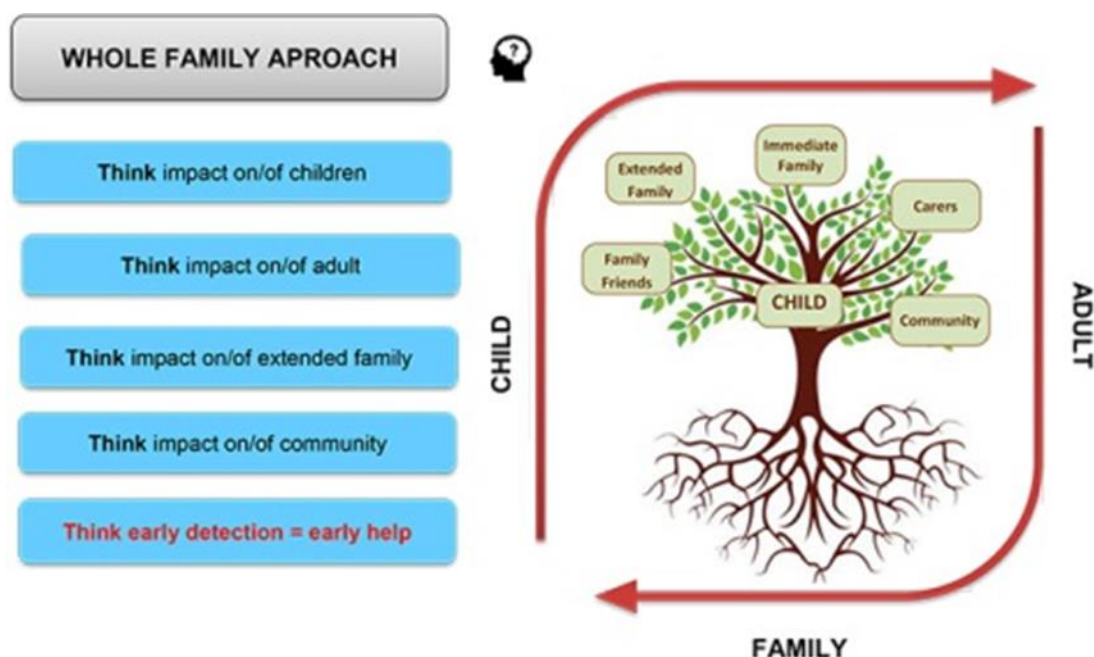 WHOLE FAMILY APROACH
?
Think impact on/of children
Think impact on/of adult
Think impact on/of extended family
Think impact on/of community
Think early detection = early help
CHILD
Extended
Family
Immediate
Family
Carers
Family
Friends
CHILD
Community
ADULT
FAMILY